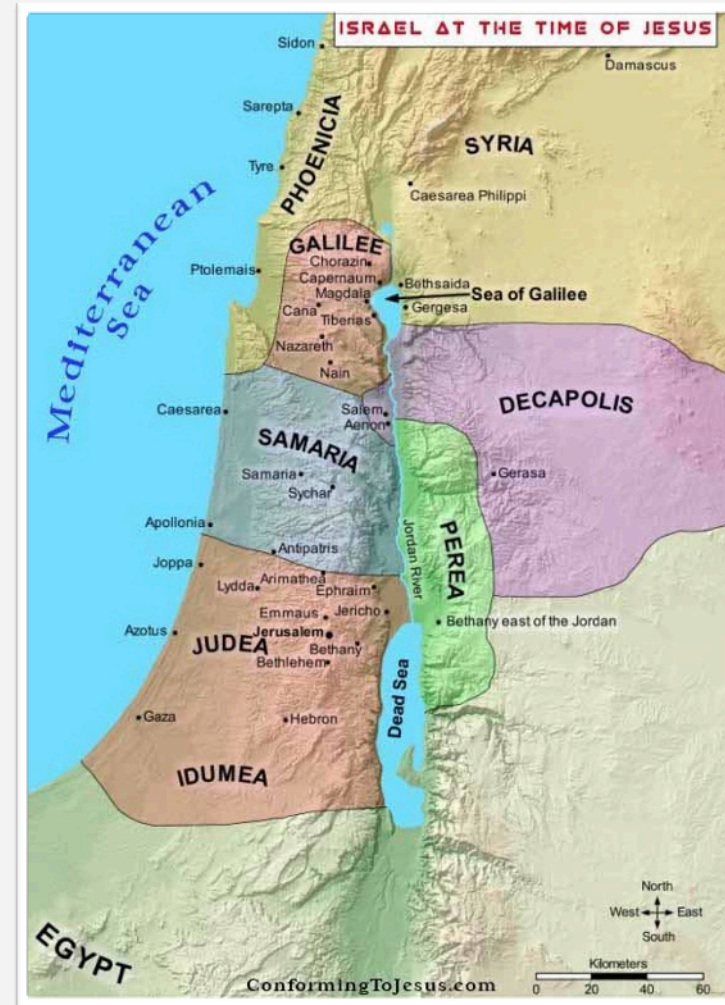 ISRAEL AT THE TIME OF JESUS
Sidon
Damascus
Sarepta
PHOENICIA
SYRIA
Tyre
Caesarea Philippi
Mediterranean
Sea
GALILEE
Chorazin
Ptolemais
Capernaum
Bethsaida
Magdala
Sea of Galilee
Cana
Gergesa
Tiberias
Nazareth
Nain
DECAPOLIS
Caesarea
Salem
Aenon
SAMARIA
Samaria
Gerasa
Sychar
Apollonia
Jordan River
PEREA
Antipatris
Joppa
Arimathea
Lydda
Ephraim
Emmaus
Jericho
Bethany east of the Jordan
Azotus
Jerusalem
JUDEA
Bethany
Bethlehem
Dead Sea
Gaza
Hebron
IDUMEA
North
West
East
South
EGYPT
Kilometers
0 20 40 60
ConformingToJesus.com